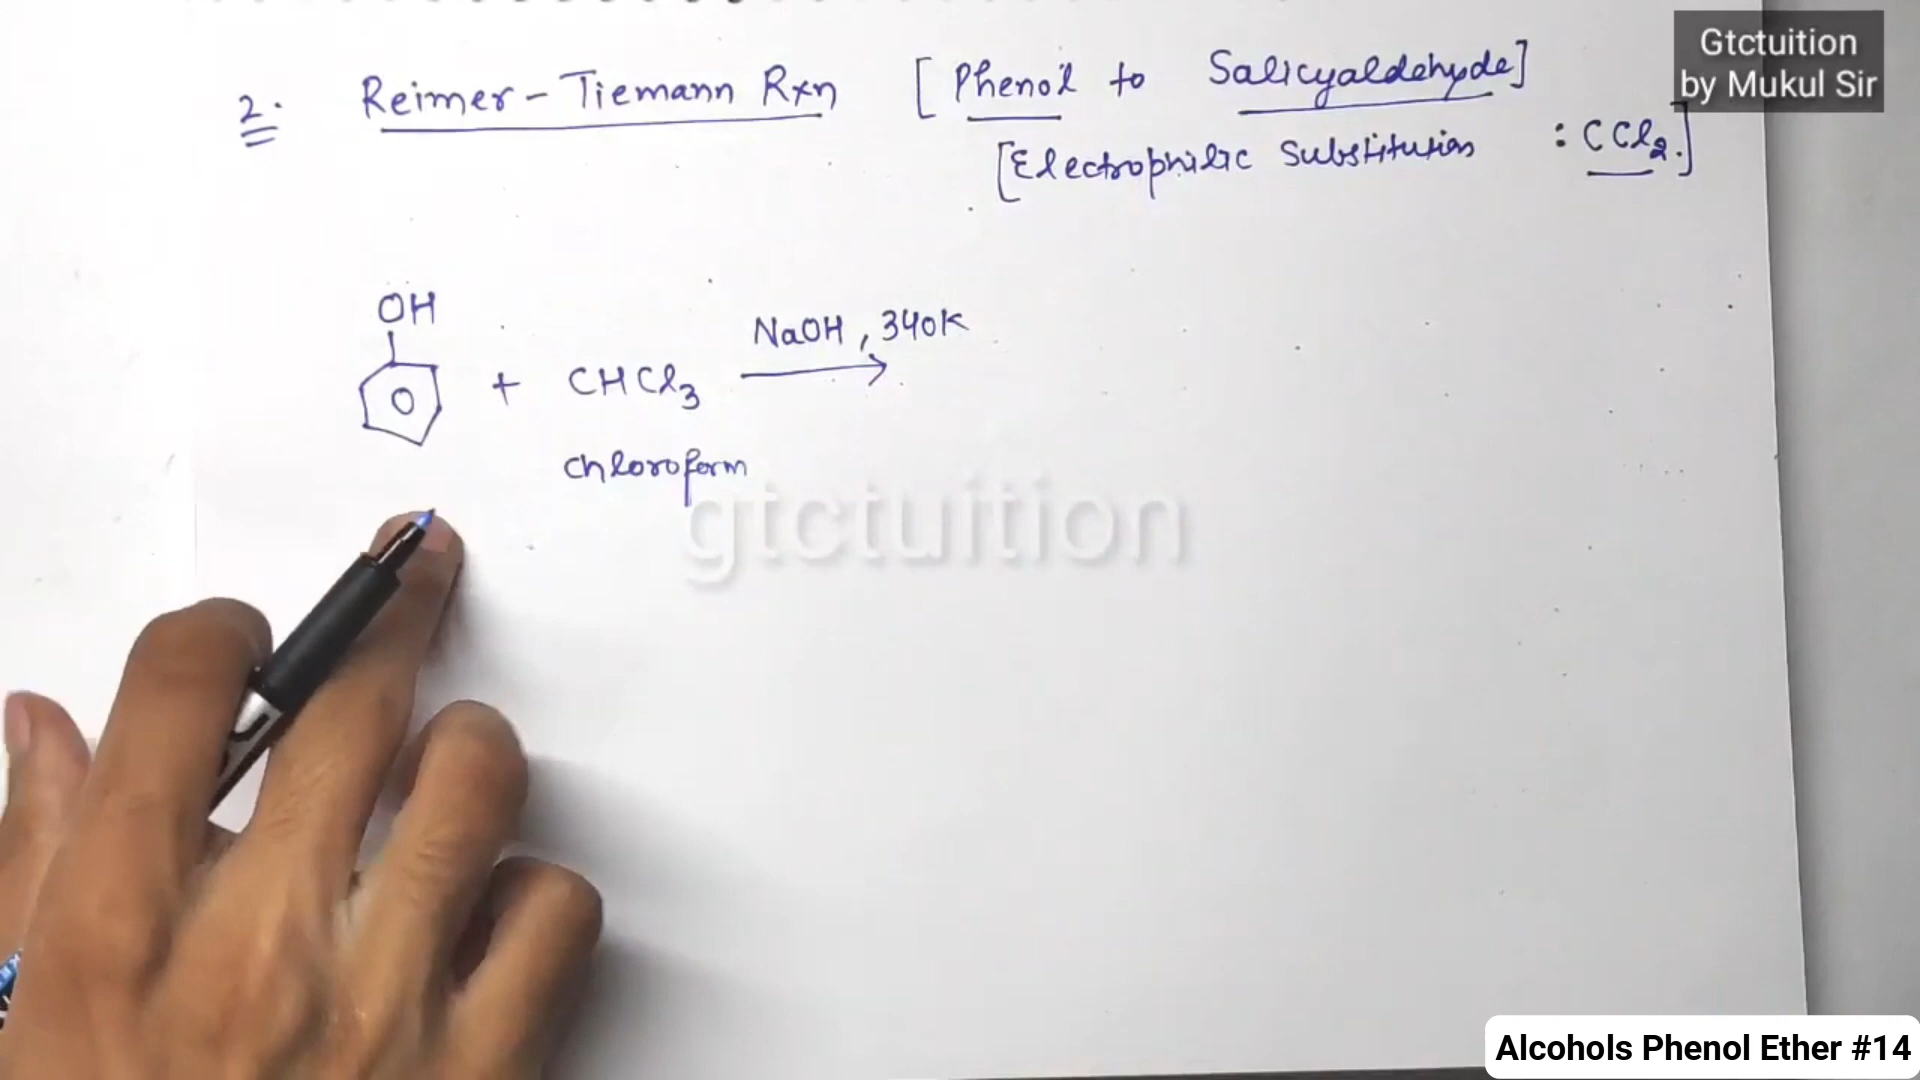 Gtctuition
by Mukul Sir
2. Reimer-Tiemann Rxn [Phenol to Salicyaldehyde]
[Electrophilic Substitution :CCl2.]
OH
+ CHCl3 NaOH, 340K
Chloroform
gtctuition
Alcohols Phenol Ether #14